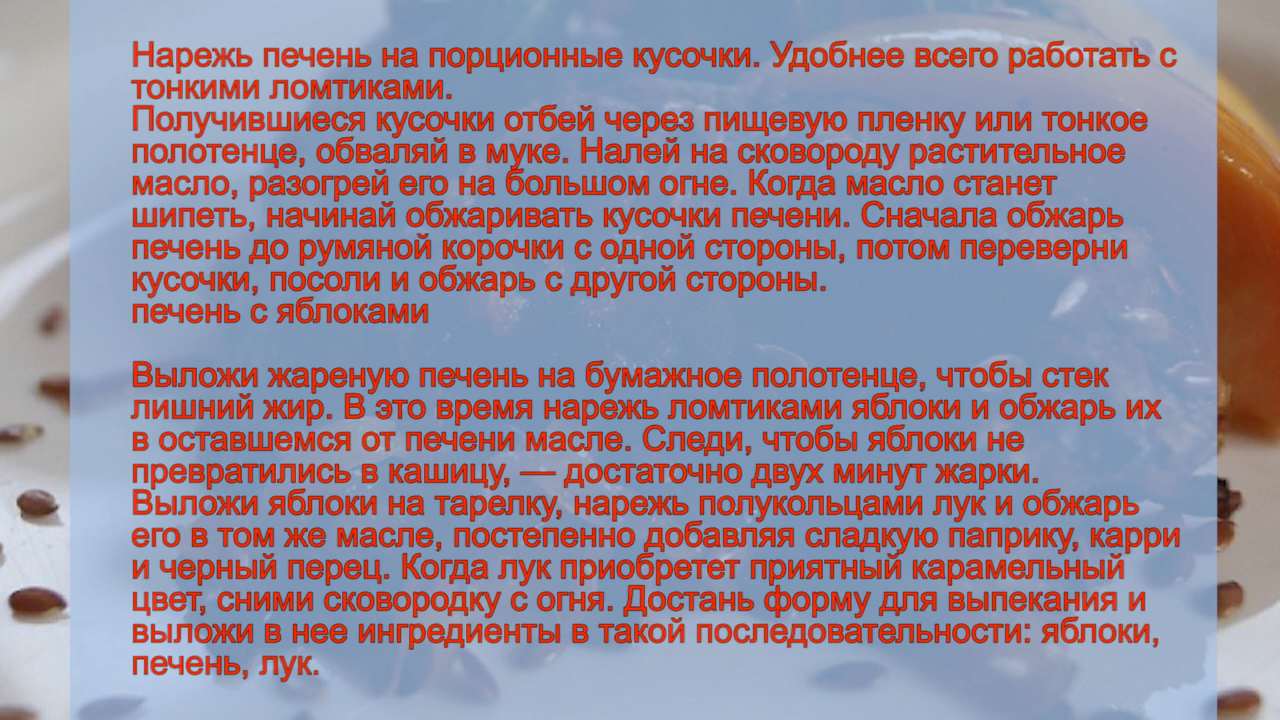 Нарежь печень на порционные кусочки. Удобнее всего работать с
тонкими ломтиками.
Получившиеся кусочки отбей через пищевую пленку или тонкое
полотенце, обваляй в муке. Налей на сковороду растительное
масло, разогрей его на большом огне. Когда масло станет
шипеть, начинай обжаривать кусочки печени. Сначала обжарь
печень до румяной корочки с одной стороны, потом переверни
кусочки, посоли и обжарь с другой стороны.
печень с яблоками
Выложи жареную печень на бумажное полотенце, чтобы стек
лишний жир. В это время нарежь ломтиками яблоки и обжарь их
в оставшемся от печени масле. Следи, чтобы яблоки не
превратились в кашицу, — достаточно двух минут жарки.
Выложи яблоки на тарелку, нарежь полукольцами лук и обжарь
его в том же масле, постепенно добавляя сладкую паприку, карри
и черный перец. Когда лук приобретет приятный карамельный
цвет, сними сковородку с огня. Достань форму для выпекания и
выложи в нее ингредиенты в такой последовательности: яблоки,
печень, лук.